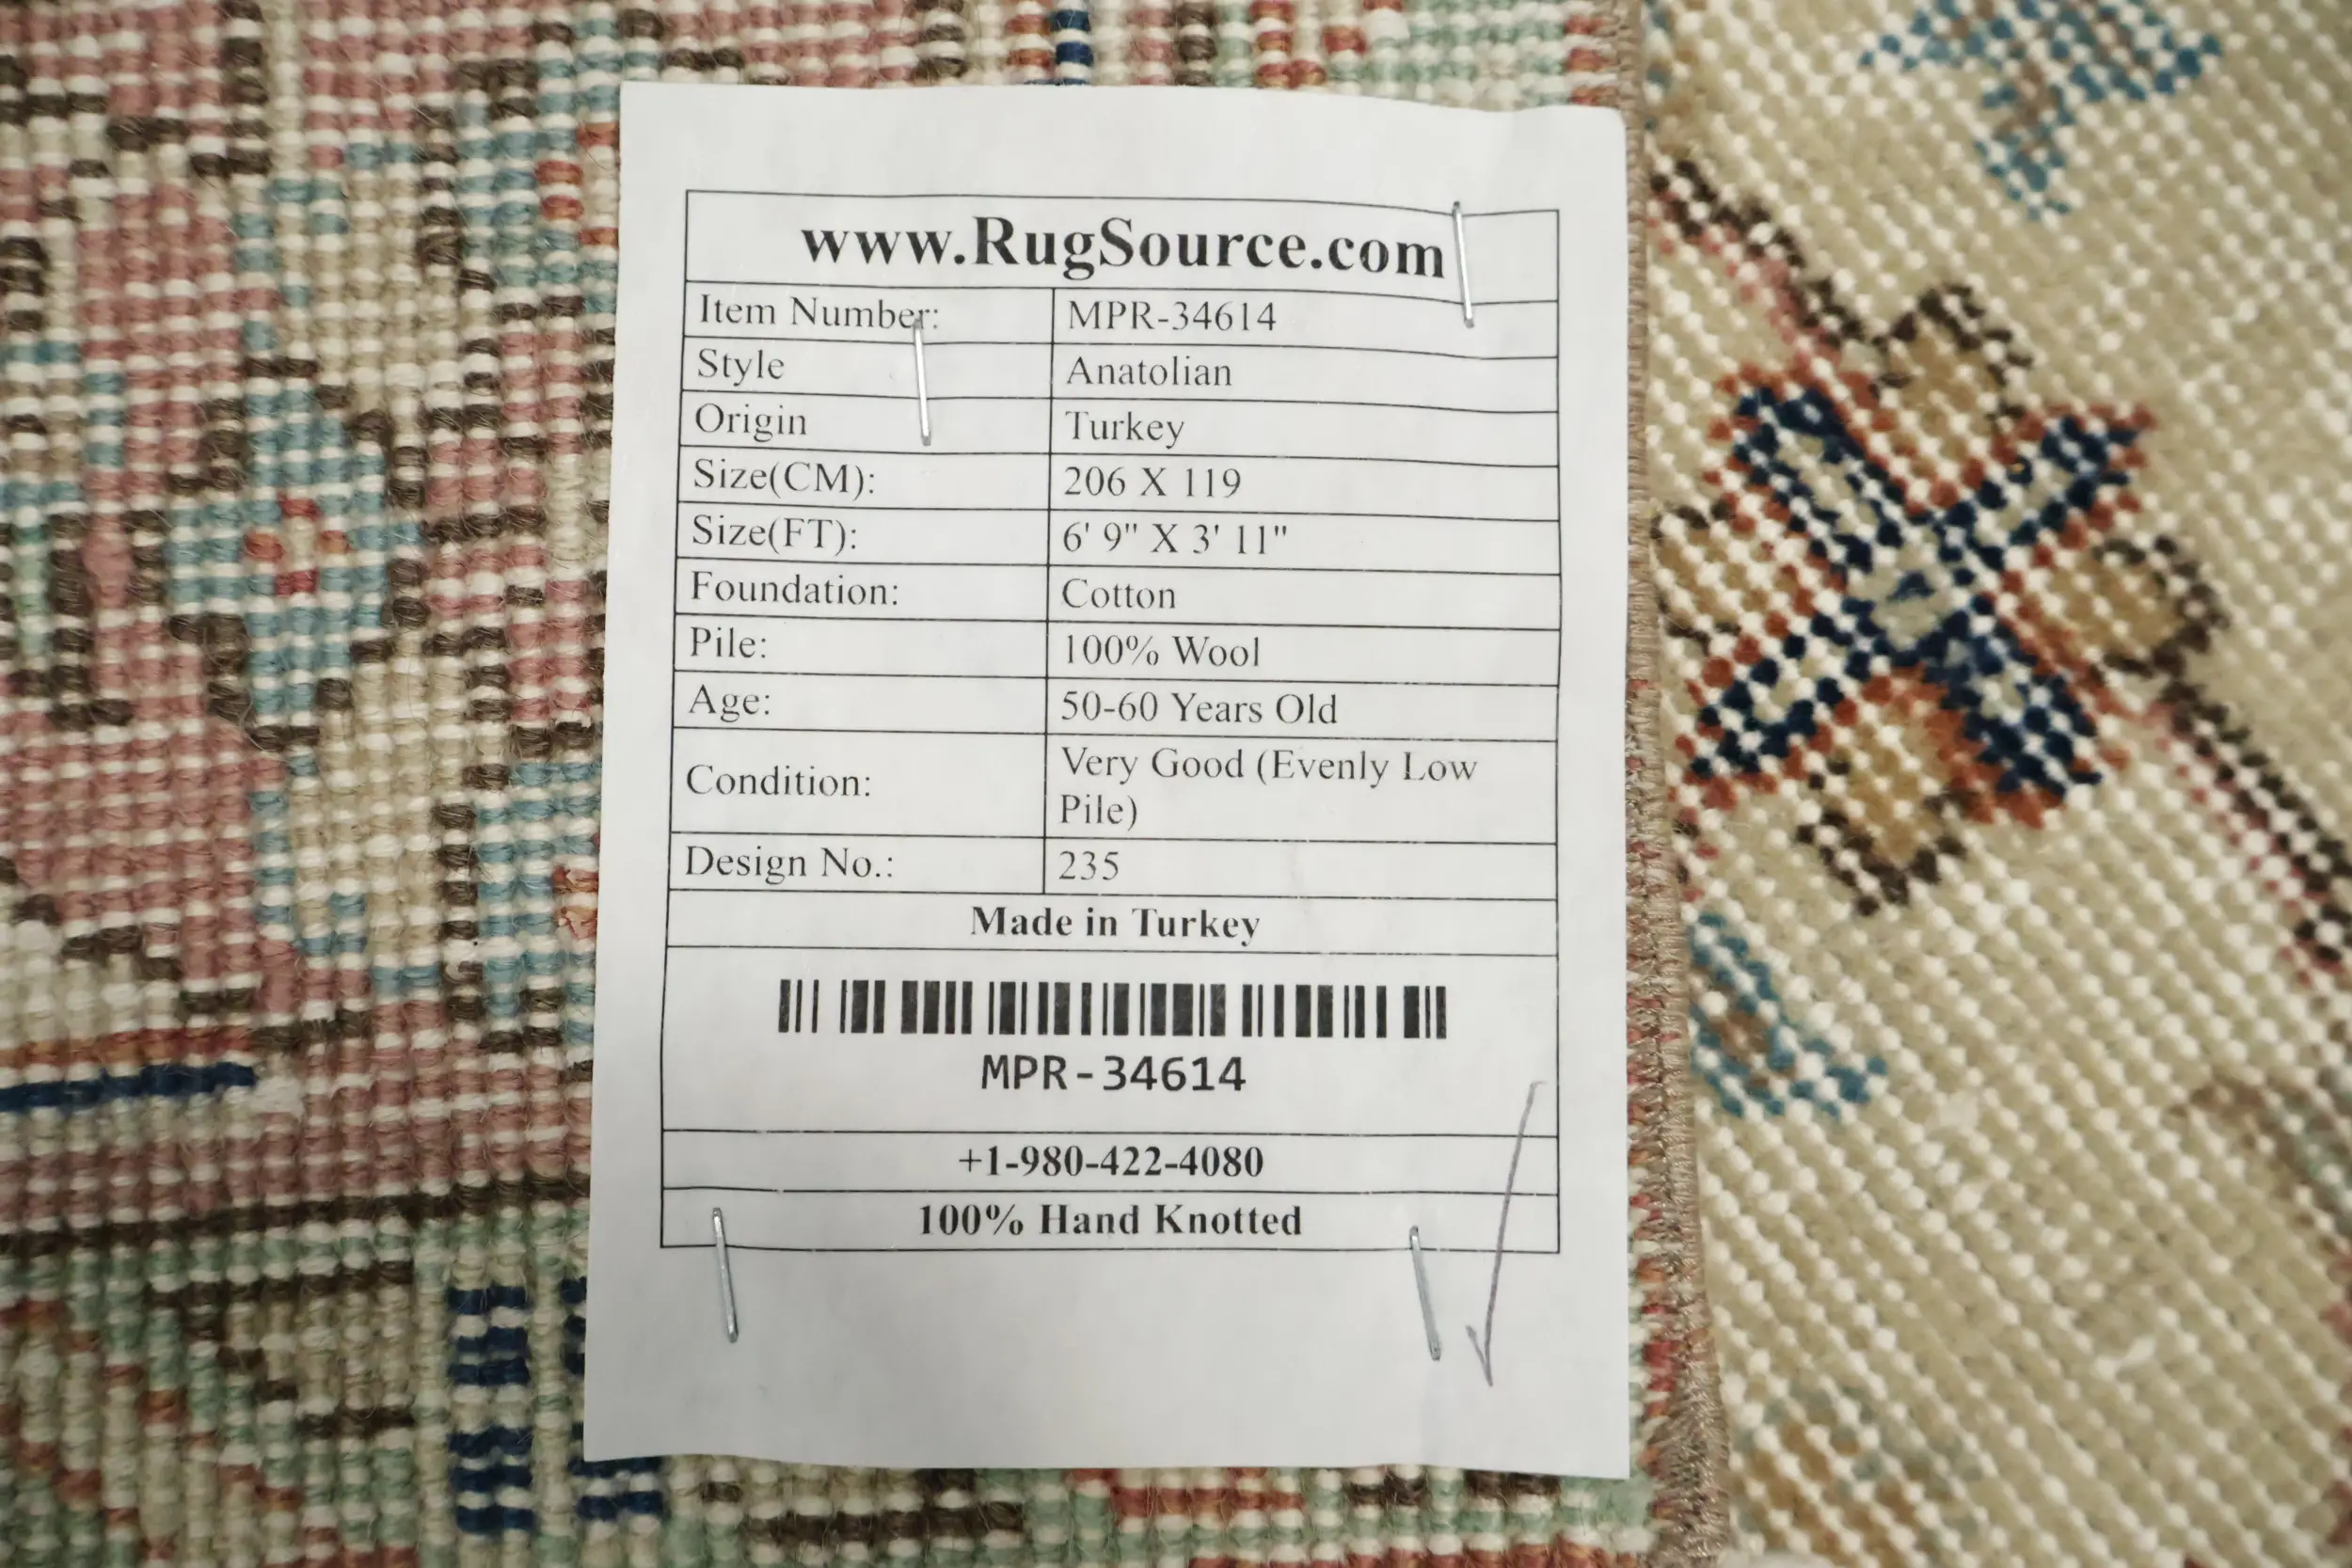 www.RugSource.com
Item Number: MPR-34614
Style Anatolian
Origin Turkey
Size(CM): 206 X 119
Size(FT): 6' 9" X 3' 11"
Foundation: Cotton
Pile: 100% Wool
Age: 50-60 Years Old
Condition: Very Good (Evenly Low
Pile)
Design No.: 235
Made in Turkey
MPR-34614
+1-980-422-4080
100% Hand Knotted